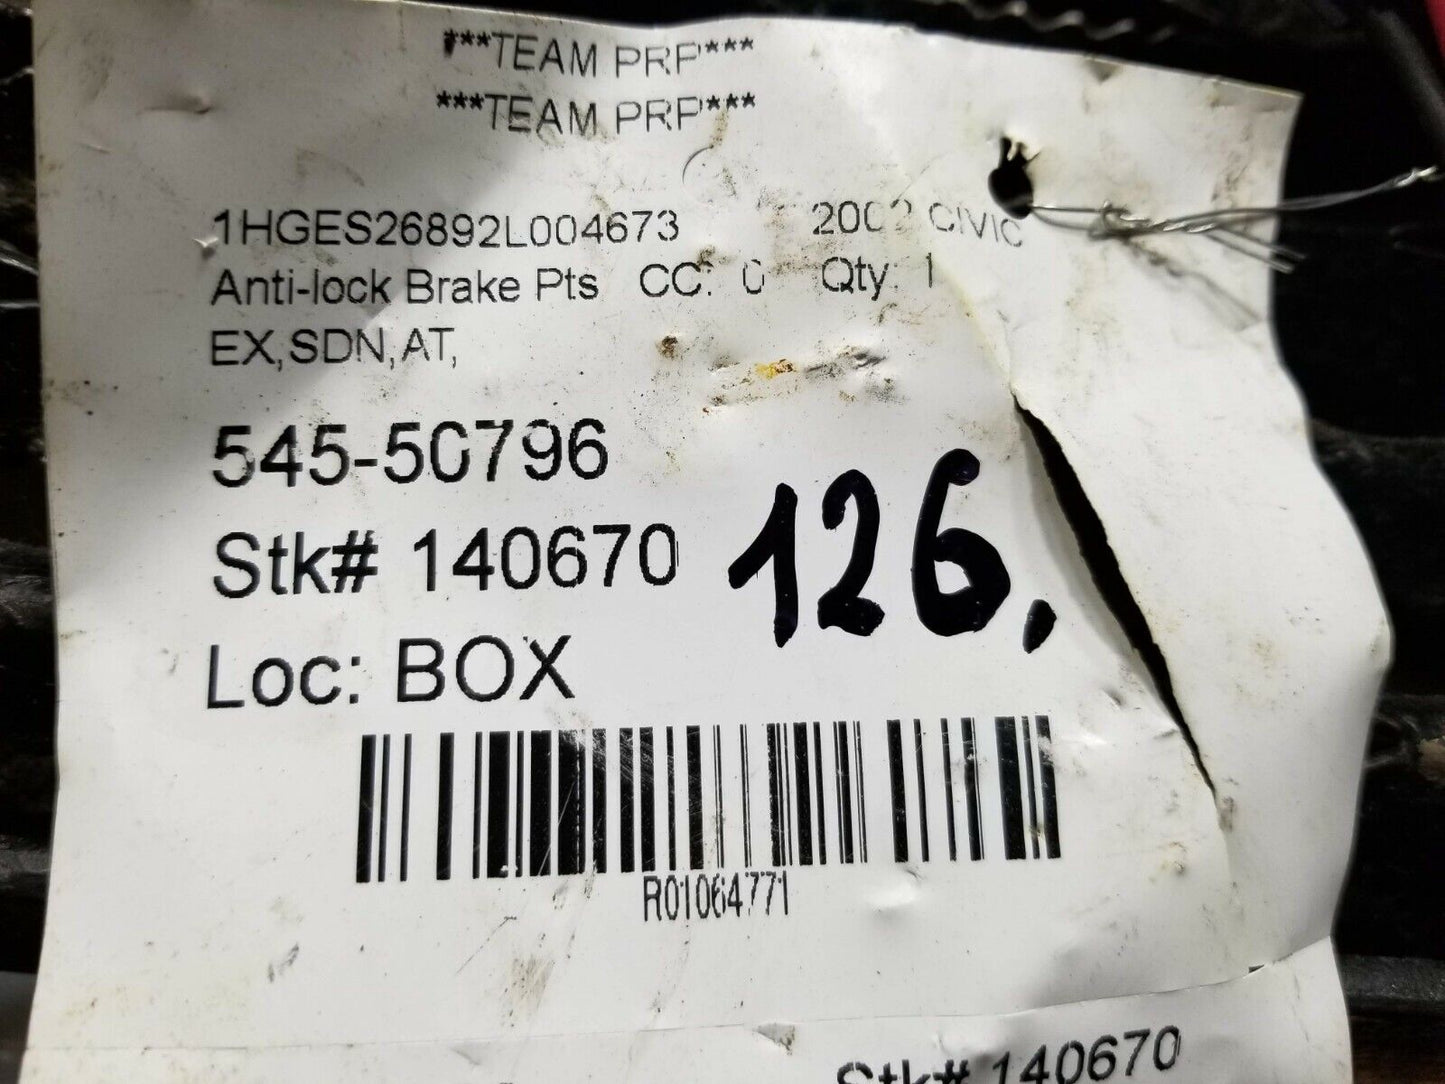 ***TEAM PRP***
***TEAM PRP***
1HGES26892L004673 2002 CIVIC
Anti-lock Brake Pts CC: 0 Qty: 1
EX,SDN,AT,
545-50796
Stk# 140670 126.
Loc: BOX
R01064771
Stk# 140670